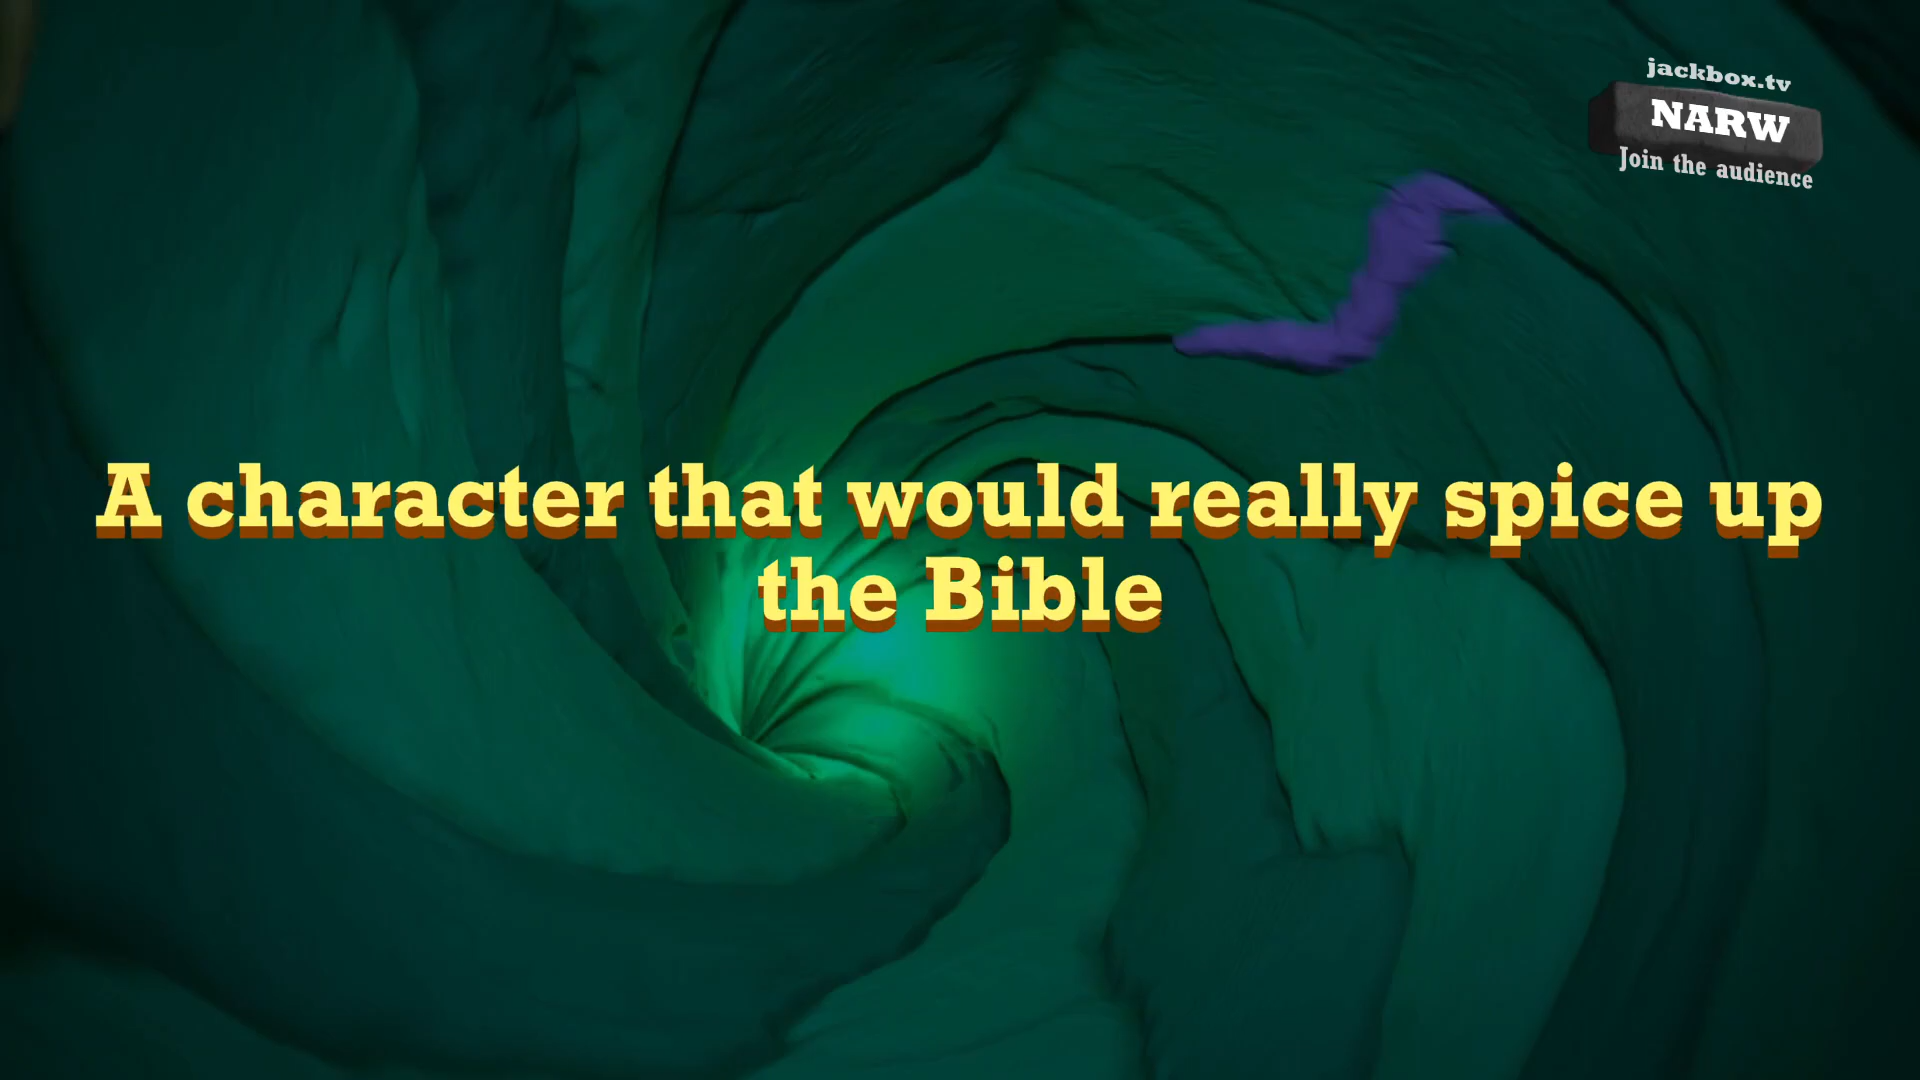 jackbox.tv
NARW
Join the audience
A character that would really spice up
the Bible